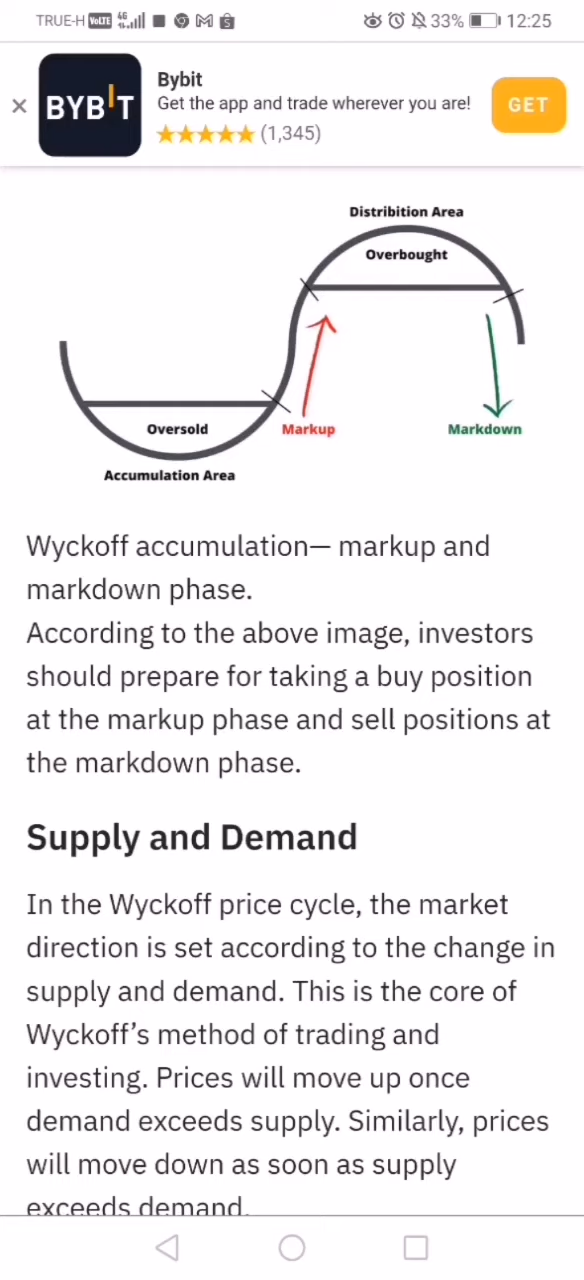 TRUE-H VoLTE 4G 33% 12:25
Bybit
BYBIT Get the app and trade wherever you are! GET
(1,345)
Distribition Area
Overbought
Oversold Markup Markdown
Accumulation Area
Wyckoff accumulation— markup and
markdown phase.
According to the above image, investors
should prepare for taking a buy position
at the markup phase and sell positions at
the markdown phase.
Supply and Demand
In the Wyckoff price cycle, the market
direction is set according to the change in
supply and demand. This is the core of
Wyckoff’s method of trading and
investing. Prices will move up once
demand exceeds supply. Similarly, prices
will move down as soon as supply
exceeds demand.